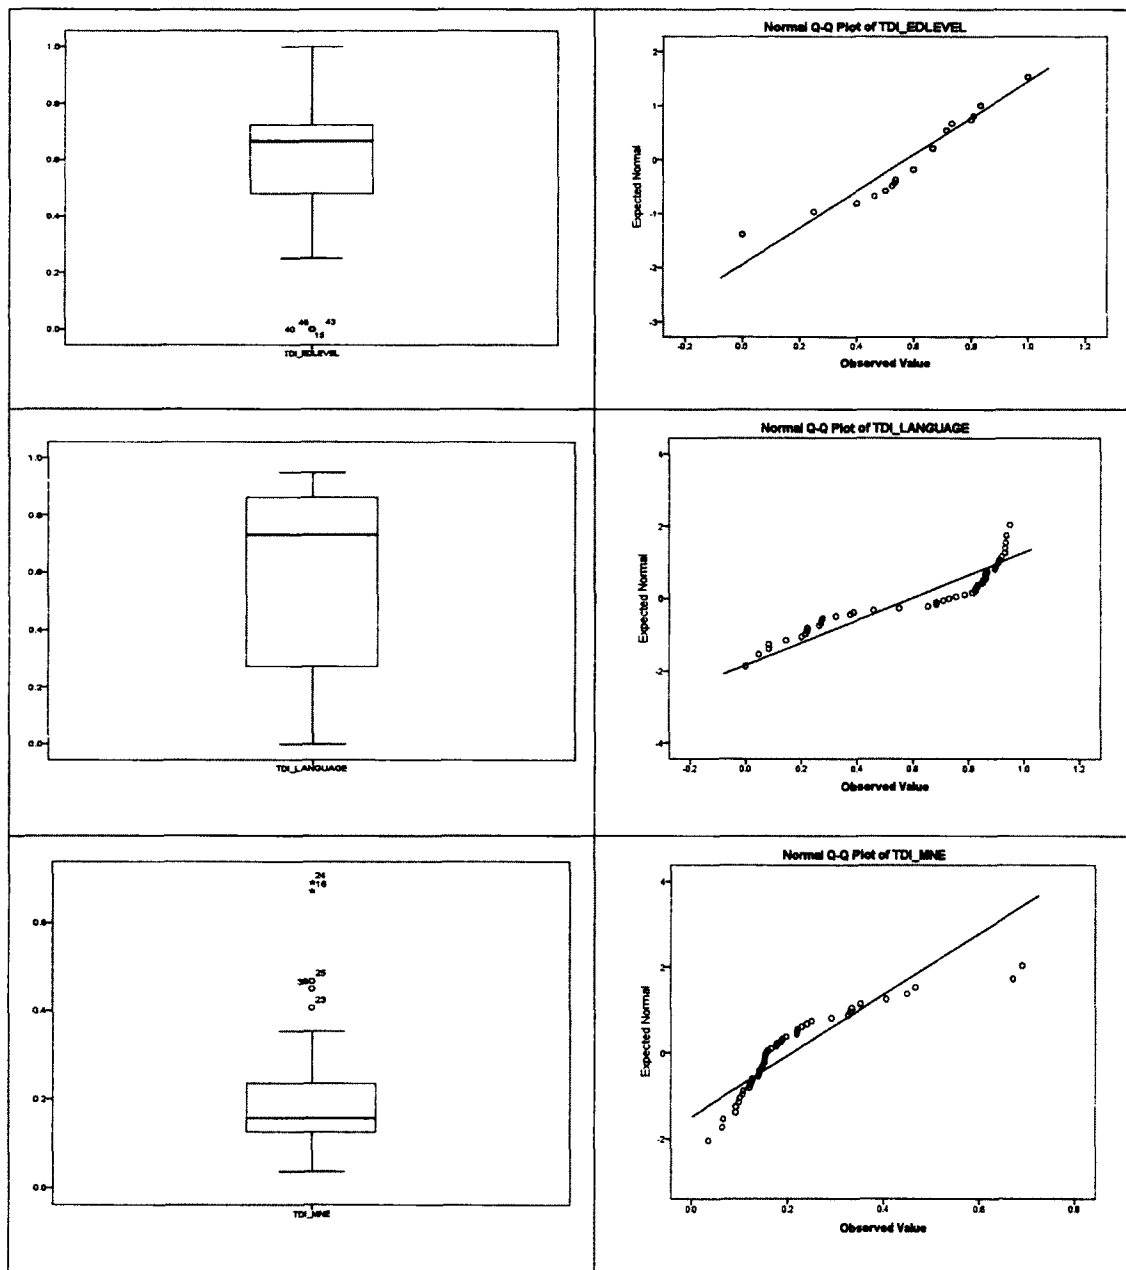 1.0
0.8
0.6
0.4
0.2
0.0
40 46 43
15
TDI_EDLEVEL
Normal Q-Q Plot of TDI_EDLEVEL
2
1
0
-1
-2
-3
Expected Normal
-0.2 0.0 0.2 0.4 0.6 0.8 1.0 1.2
Observed Value
1.0
0.8
0.6
0.4
0.2
0.0
TDI_LANGUAGE
Normal Q-Q Plot of TDI_LANGUAGE
Expected Normal
2
0
-2
-0.2 0.0 0.2 0.4 0.6 0.8 1.0 1.2
Observed Value
24
16
0.6
25
23
0.4
0.2
0.0
TDI_MNE
Normal Q-Q Plot of TDI_MNE
4
2
0
-2
Expected Normal
0.0 0.2 0.4 0.6 0.8
Observed Value